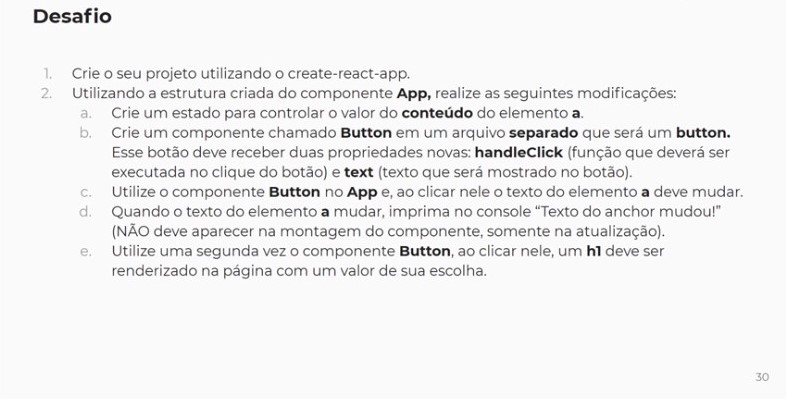 Desafio
1. Crie o seu projeto utilizando o create-react-app.
2. Utilizando a estrutura criada do componente App, realize as seguintes modificações:
a. Crie um estado para controlar o valor do conteúdo do elemento a.
b. Crie um componente chamado Button em um arquivo separado que será um button.
Esse botão deve receber duas propriedades novas: handleClick (função que deverá ser
executada no clique do botão) e text (texto que será mostrado no botão).
c. Utilize o componente Button no App e, ao clicar nele o texto do elemento a deve mudar.
d. Quando o texto do elemento a mudar, imprima no console “Texto do anchor mudou!”
(NÃO deve aparecer na montagem do componente, somente na atualização).
e. Utilize uma segunda vez o componente Button, ao clicar nele, um h1 deve ser
renderizado na página com um valor de sua escolha.
30